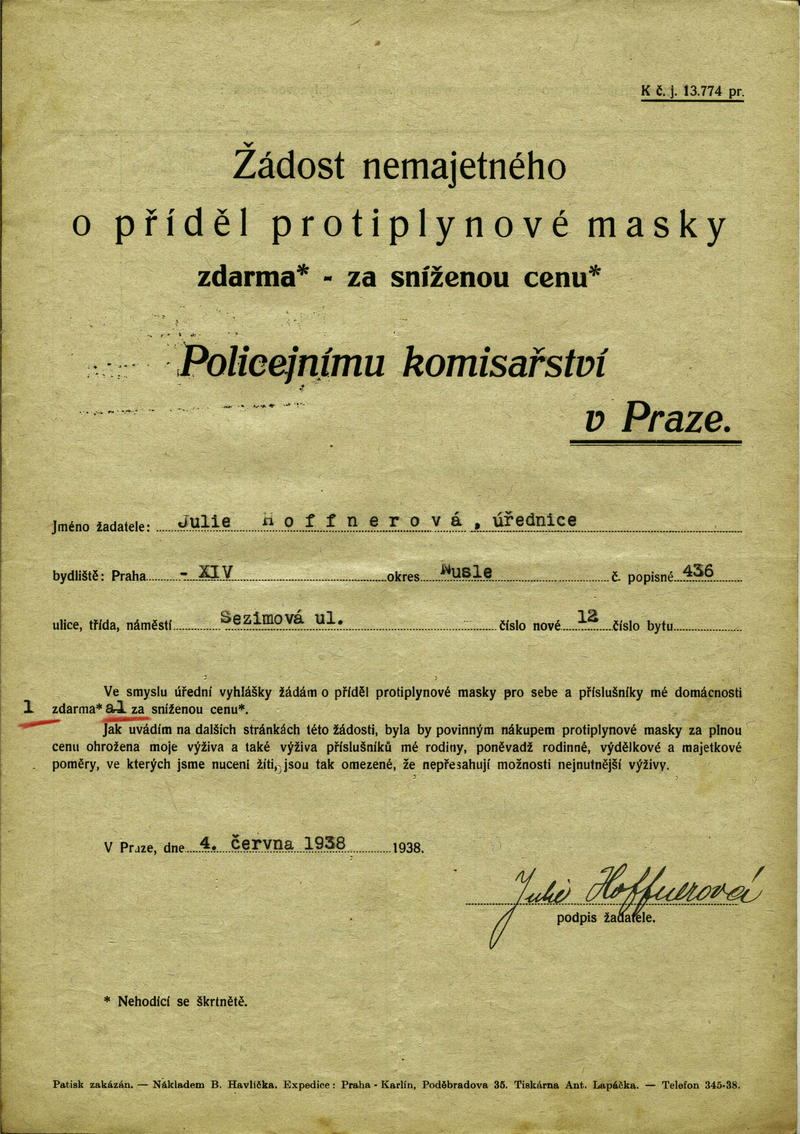 K č. j. 13.774 pr.
Žádost nemajetného
o příděl protiplynové masky
zdarma* - za sníženou cenu*
Policejnímu komisařství
v Praze.
Jméno žadatele: Julie Hoffnerová, úřednice
bydliště: Praha - XIV okres Nusle č. popisné 436
ulice, třída, náměstí Sezimová ul. číslo nové 12 číslo bytu
Ve smyslu úřední vyhlášky žádám o příděl protiplynové masky pro sebe a příslušníky mé domácnosti
1 zdarma* a 1 za sníženou cenu*.
Jak uvádím na dalších stránkách této žádosti, byla by povinným nákupem protiplynové masky za plnou
cenu ohrožena moje výživa a také výživa příslušníků mé rodiny, poněvadž rodinné, výdělkové a majetkové
poměry, ve kterých jsme nuceni žíti, jsou tak omezené, že nepřesahují možnosti nejnutnější výživy.
V Praze, dne 4. června 1938 1938.
Julie Hoffnerová
podpis žadatele.
* Nehodící se škrtnětě.
Patisk zakázán. — Nákladem B. Havlíčka. Expedice: Praha - Karlín, Poděbradova 35. Tiskárna Ant. Lapáčka. — Telefon 345-38.